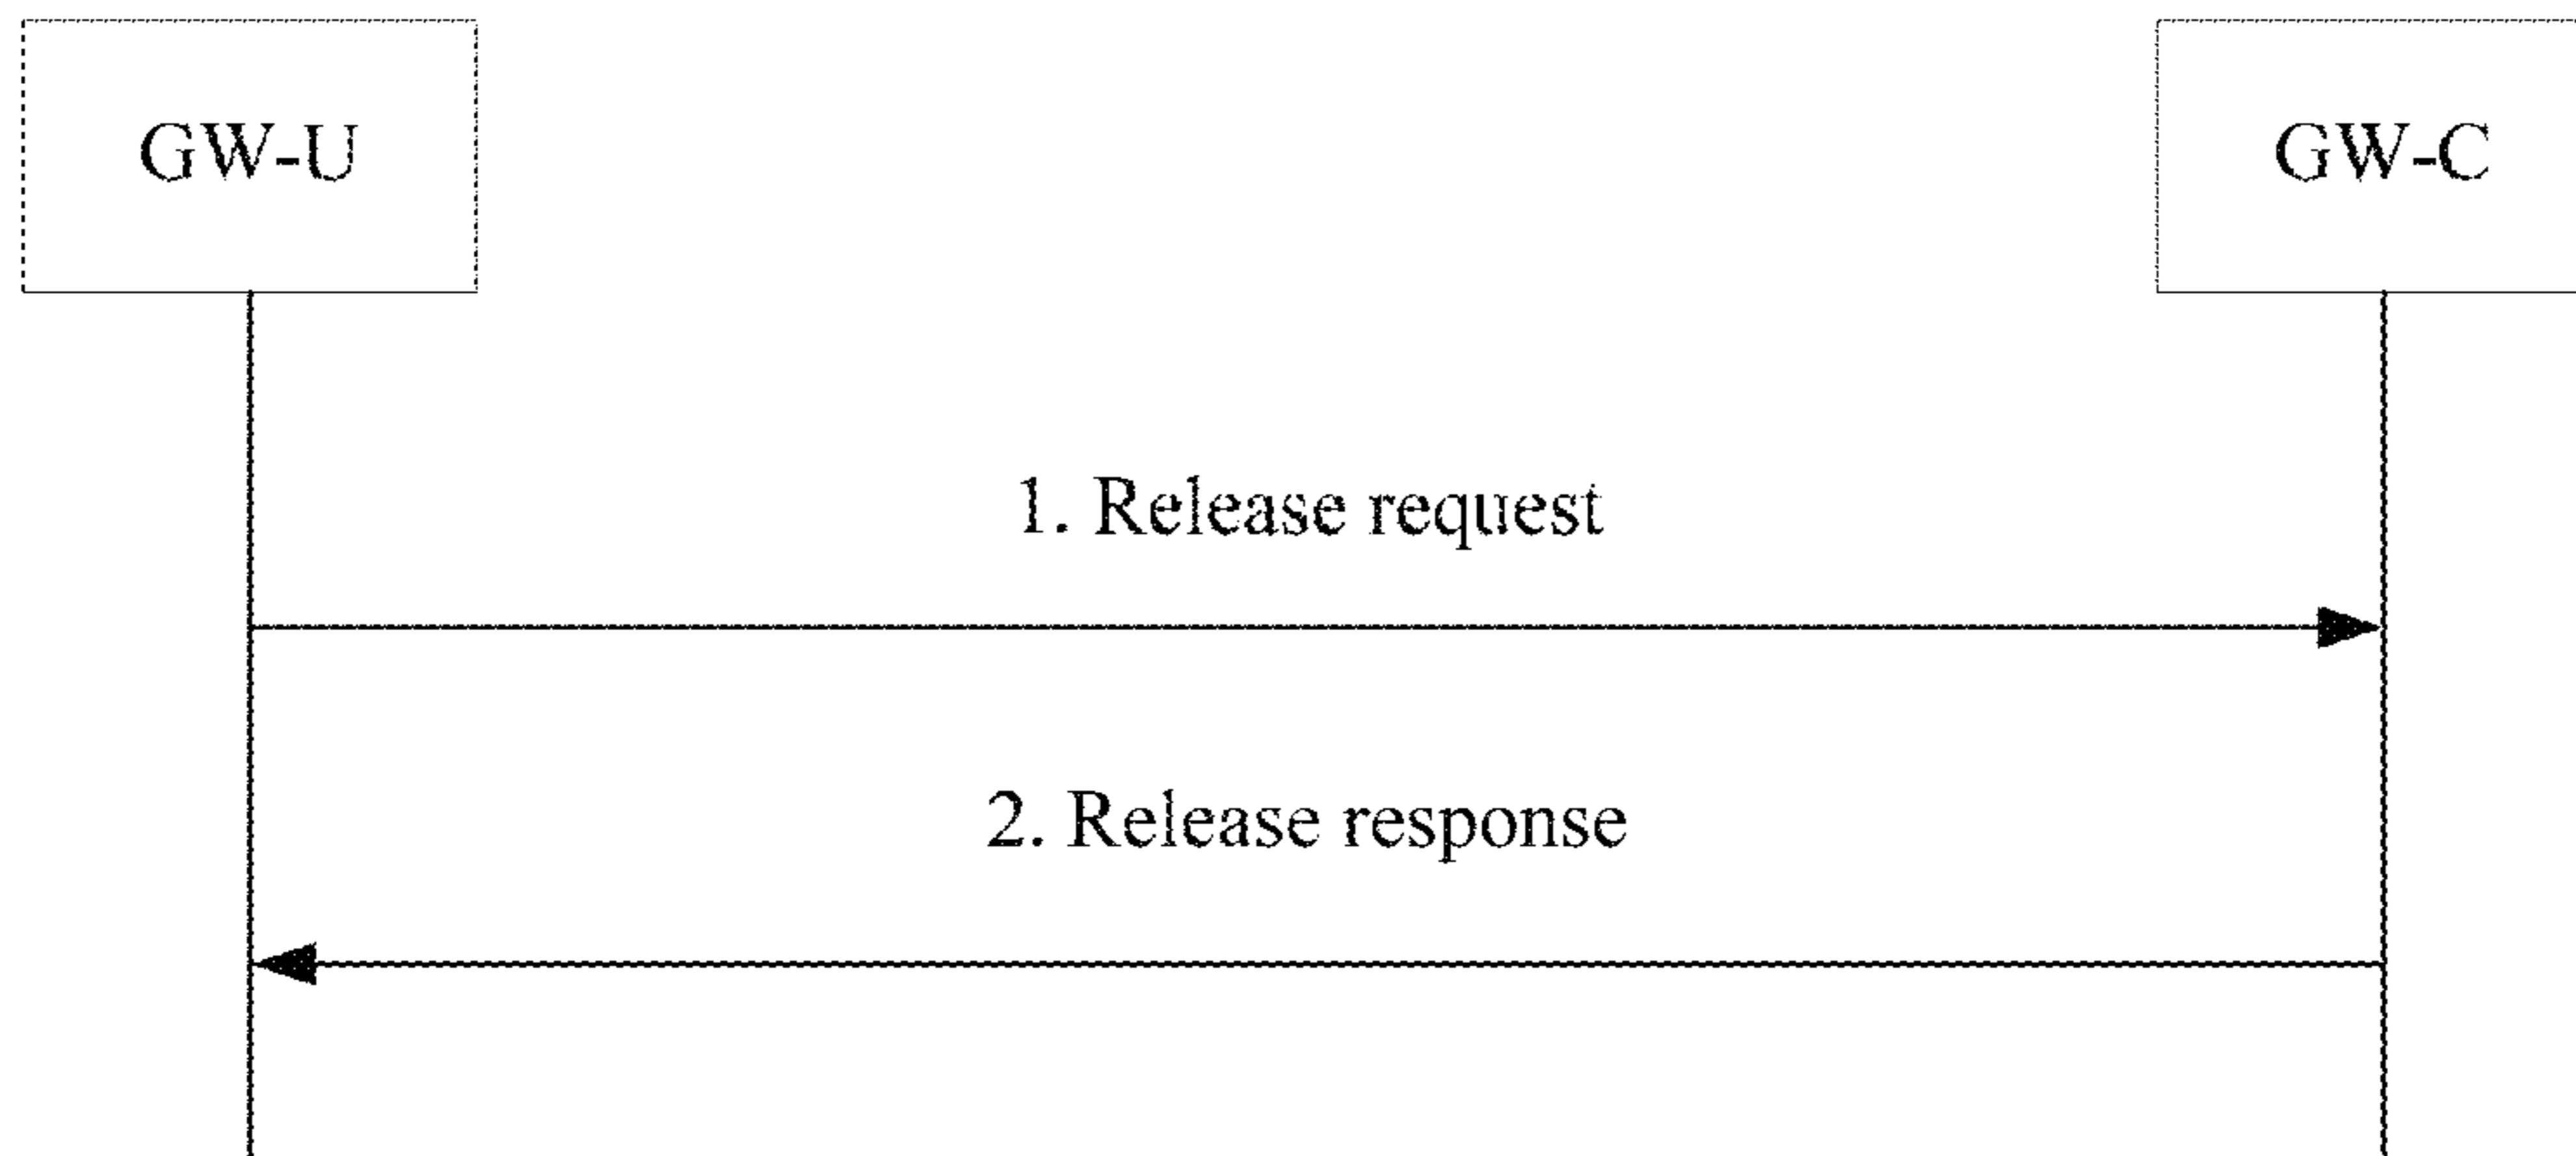 GW-U
GW-C
1. Release request
2. Release response